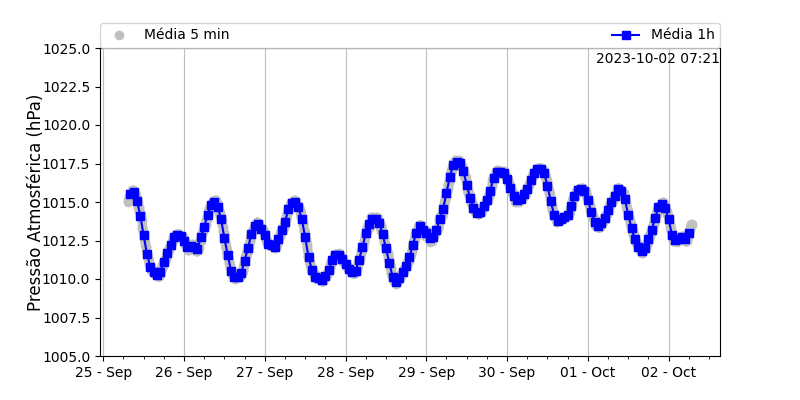 Média 5 min
Média 1h
2023-10-02 07:21
Pressão Atmosférica (hPa)
1025.0
1022.5
1020.0
1017.5
1015.0
1012.5
1010.0
1007.5
1005.0
25 - Sep
26 - Sep
27 - Sep
28 - Sep
29 - Sep
30 - Sep
01 - Oct
02 - Oct